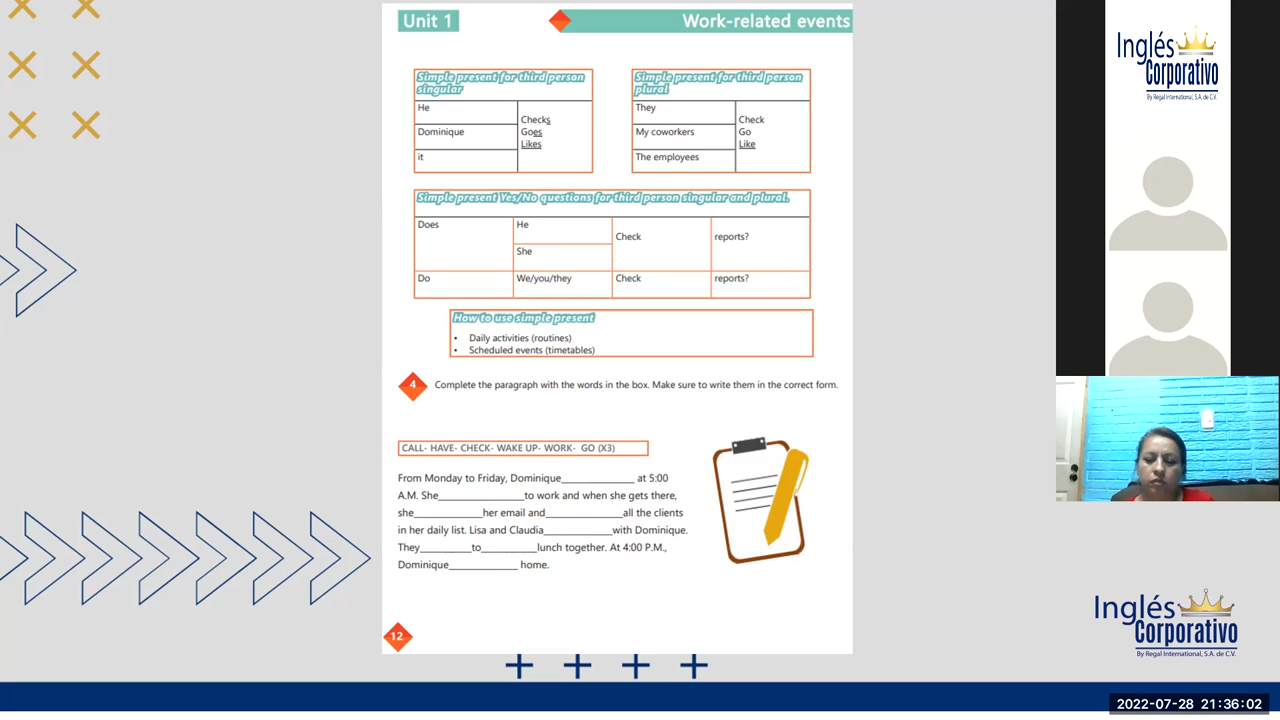 Unit 1
Work-related events
Simple present for third person
singular
He
Dominique
it
Checks
Goes
Likes
Simple present for third person
plural
They
My coworkers
The employees
Check
Go
Like
Simple present Yes/No questions for third person singular and plural.
Does
He
She
Check
reports?
Do
We/you/they
Check
reports?
How to use simple present
• Daily activities (routines)
• Scheduled events (timetables)
4
Complete the paragraph with the words in the box. Make sure to write them in the correct form.
CALL- HAVE- CHECK- WAKE UP- WORK- GO (X3)
From Monday to Friday, Dominique_____________ at 5:00
A.M. She_______________to work and when she gets there,
she____________her email and______________all the clients
in her daily list. Lisa and Claudia____________with Dominique.
They_________to__________lunch together. At 4:00 P.M.,
Dominique____________ home.
12
Inglés
Corporativo
By Regal International, S.A. de C.V.
Inglés
Corporativo
By Regal International, S.A. de C.V.
2022-07-28 21:36:02